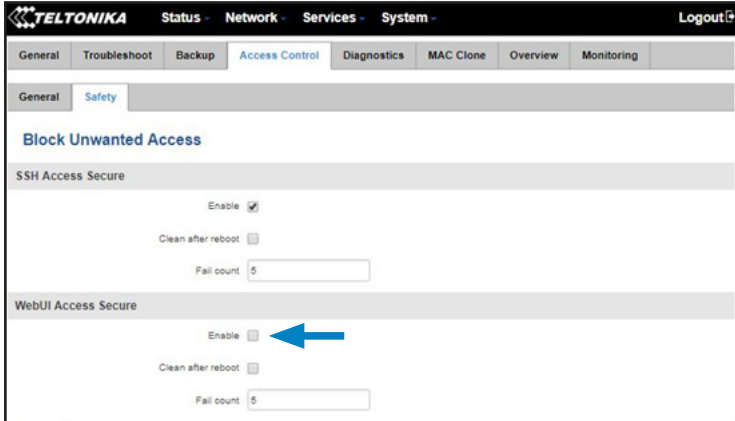 TELTONIKA Status Network Services System Logout
General Troubleshoot Backup Access Control Diagnostics MAC Clone Overview Monitoring
General Safety
Block Unwanted Access
SSH Access Secure
Enable
Clean after reboot
Fail count 5
WebUI Access Secure
Enable
Clean after reboot
Fail count 5